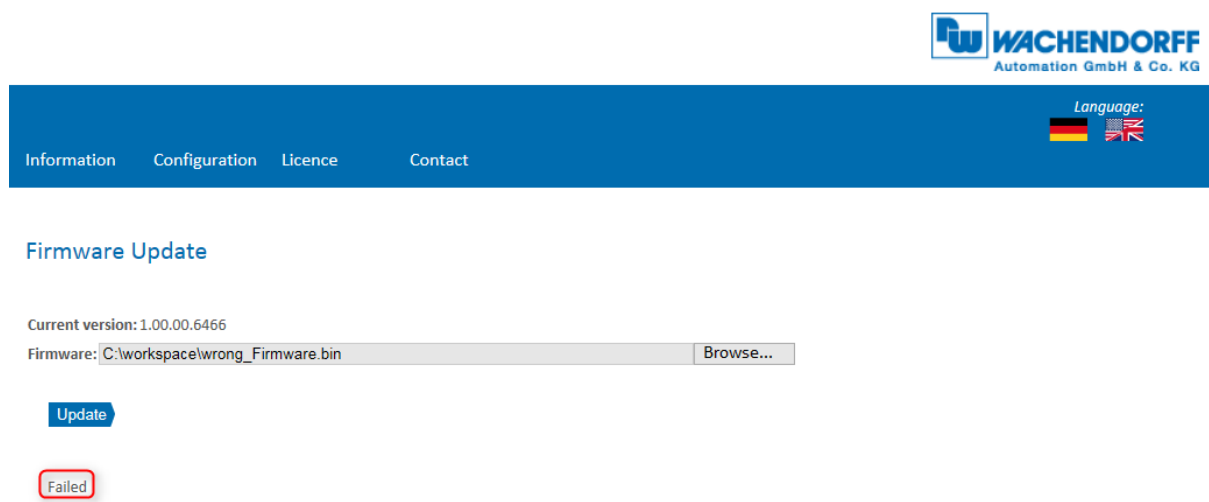 WACHENDORFF
Automation GmbH & Co. KG
Language:
Information Configuration Licence Contact
Firmware Update
Current version: 1.00.00.6466
Firmware: C:\workspace\wrong_Firmware.bin Browse...
Update
Failed